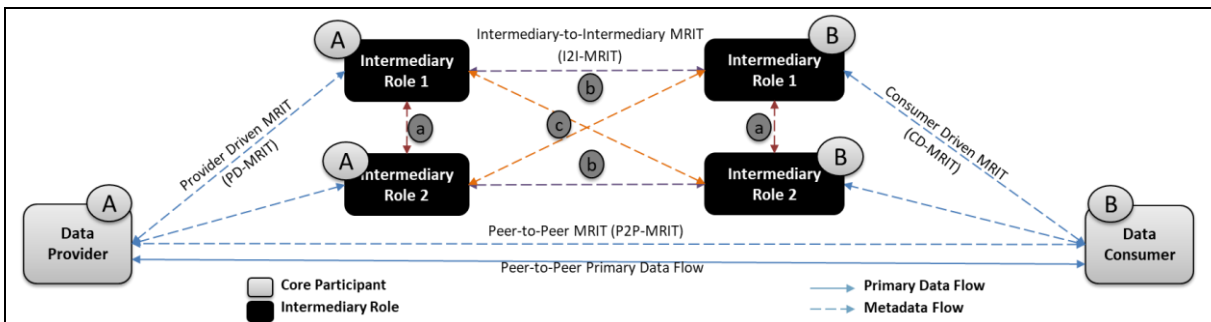 A
Intermediary
Role 1
Intermediary-to-Intermediary MRIT
(I2I-MRIT)
B
Intermediary
Role 1
b
Provider Driven MRIT
(PD-MRIT)
a
c
a
Consumer Driven MRIT
(CD-MRIT)
A
Intermediary
Role 2
b
B
Intermediary
Role 2
A
Data
Provider
Peer-to-Peer MRIT (P2P-MRIT)
Peer-to-Peer Primary Data Flow
B
Data
Consumer
Core Participant
Intermediary Role
Primary Data Flow
Metadata Flow